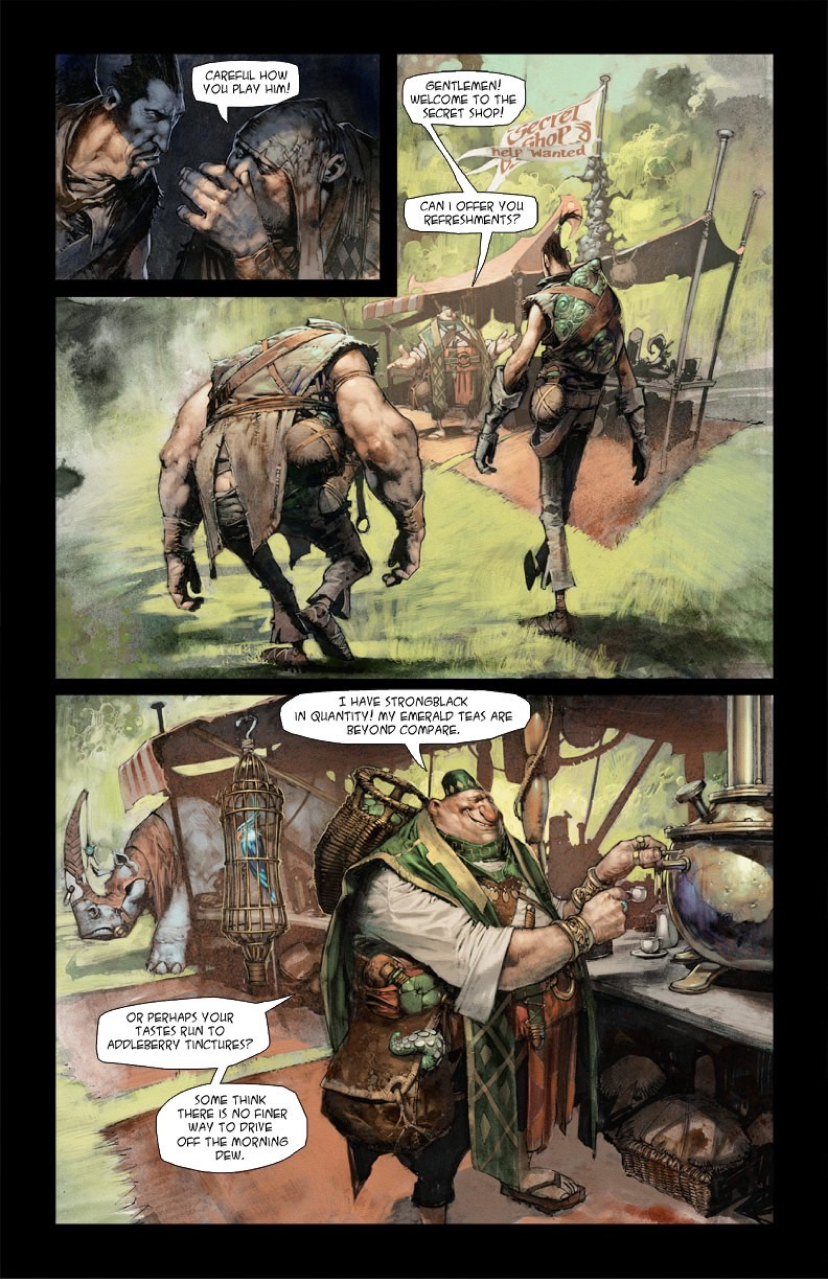 CAREFUL HOW
YOU PLAY HIM!
GENTLEMEN!
WELCOME TO THE
SECRET SHOP!
Secret
Shop
Help Wanted
CAN I OFFER YOU
REFRESHMENTS?
I HAVE STRONGBLACK
IN QUANTITY! MY EMERALD TEAS ARE
BEYOND COMPARE.
OR PERHAPS YOUR
TASTES RUN TO
ADDLEBERRY TINCTURES?
SOME THINK
THERE IS NO FINER
WAY TO DRIVE
OFF THE MORNING
DEW.